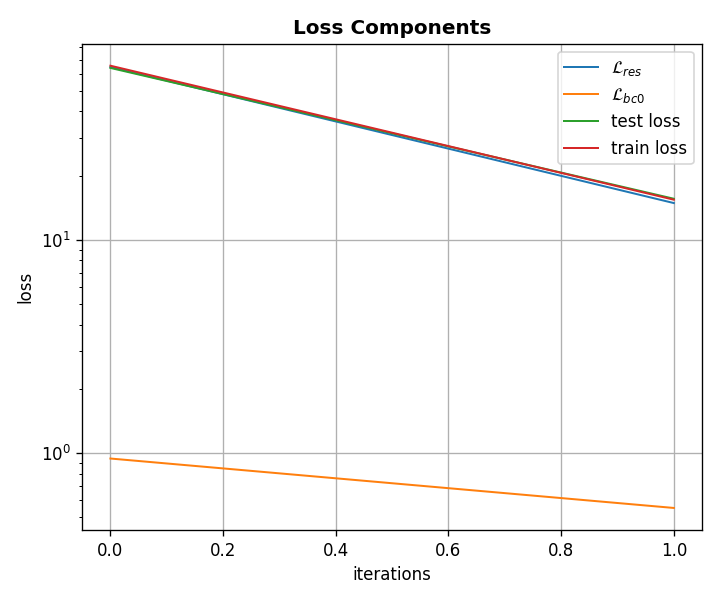 Loss Components
ℒ_res
ℒ_bc0
test loss
train loss
10^1
10^0
loss
0.0 0.2 0.4 0.6 0.8 1.0
iterations